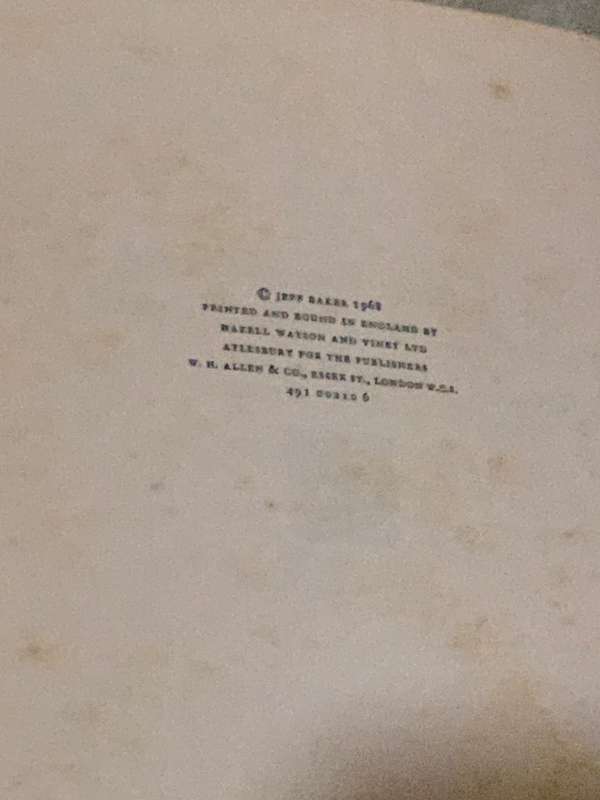 © JEFF BAKER 1968
PRINTED AND BOUND IN ENGLAND BY
HAZELL WATSON AND VINEY LTD
AYLESBURY FOR THE PUBLISHERS
W. H. ALLEN & CO., ESSEX ST., LONDON W.C.2.
491 00210 6